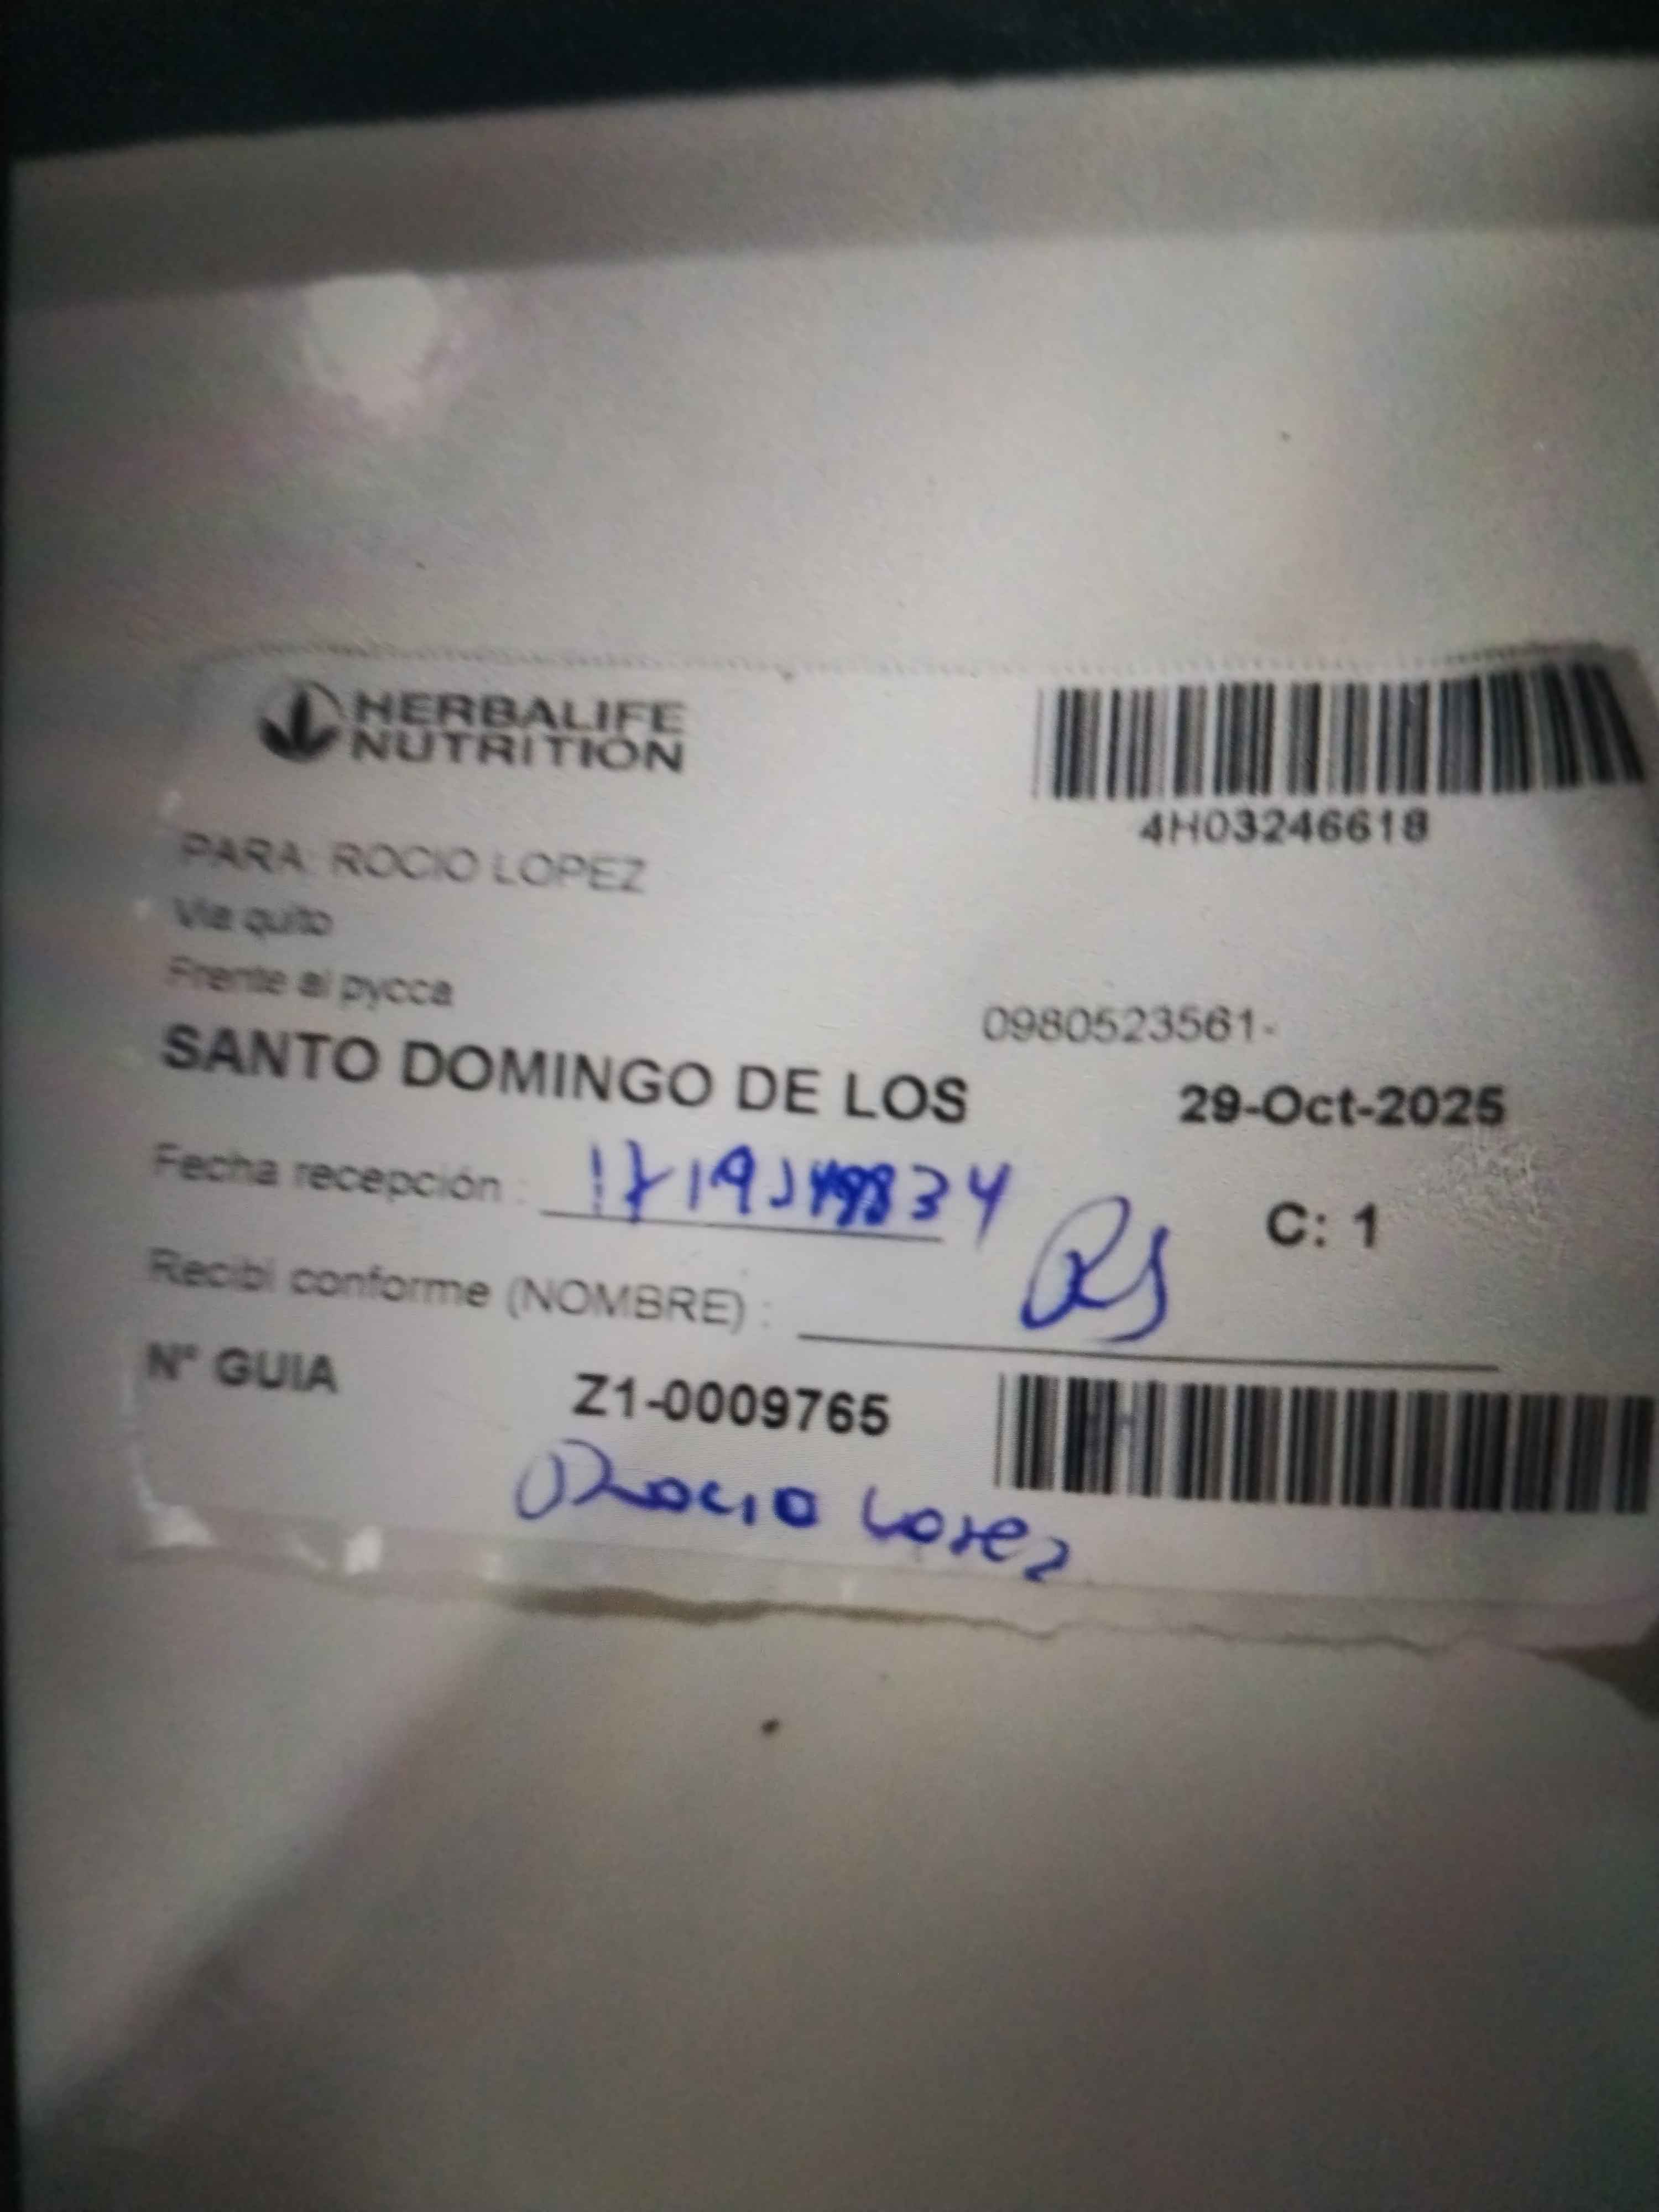 HERBALIFE
NUTRITION
4H03246618
PARA: ROCIO LOPEZ
Via quito
Frente al pycca
0980523561-
SANTO DOMINGO DE LOS
29-Oct-2025
Fecha recepción :
C: 1
Recibi conforme (NOMBRE) :
N° GUIA
Z1-0009765
Rocio Lopez